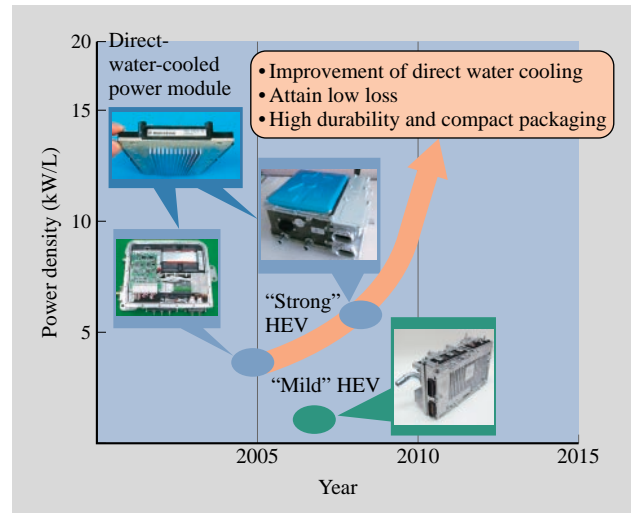 20
15
10
5
Power density (kW/L)
Direct-
water-cooled
power module
• Improvement of direct water cooling
• Attain low loss
• High durability and compact packaging
“Strong”
HEV
“Mild” HEV
2005
2010
2015
Year